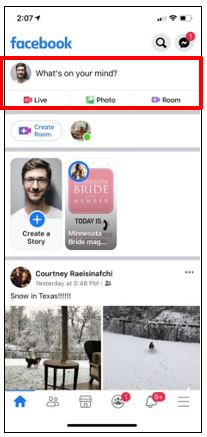 2:07
facebook
1
What's on your mind?
Live Photo Room
Create
Room
Create a
Story
MINNESOTA
BRIDE
MEMBER
TODAY IS
Minnesota
Bride mag...
Courtney Raeisinafchi
Yesterday at 5:48 PM
Snow in Texas!!!!!!
1 9+